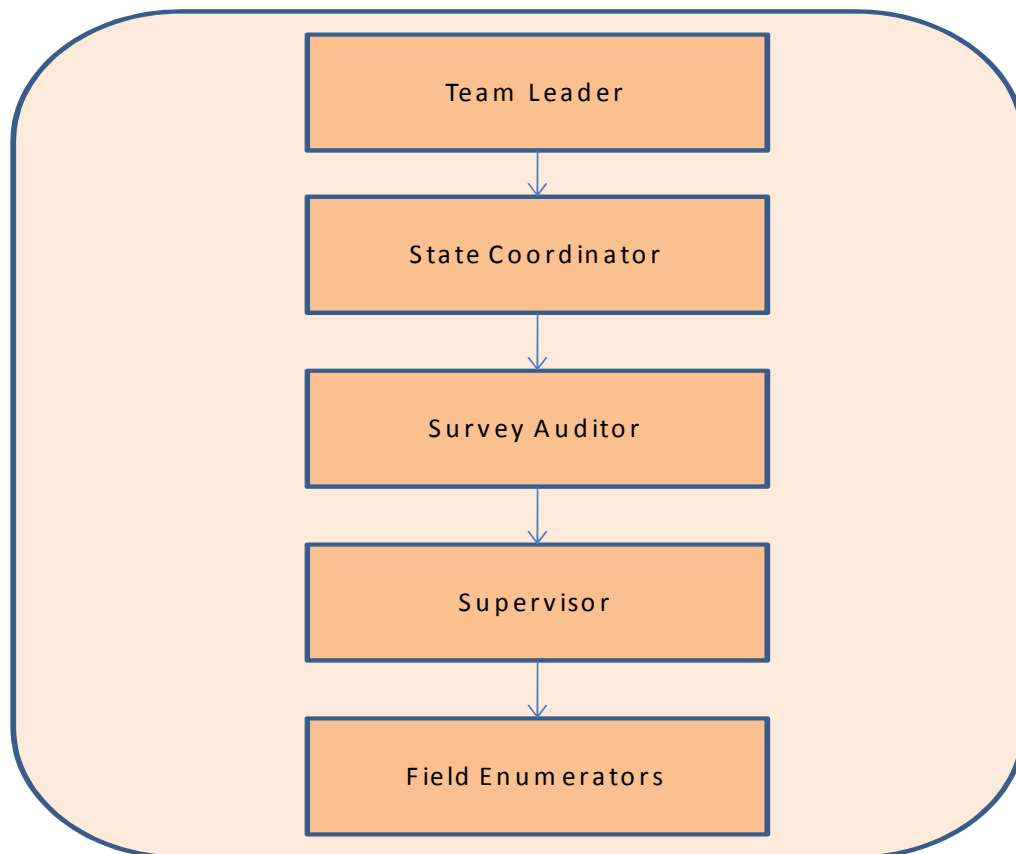 Team Leader
State Coordinator
Survey Auditor
Supervisor
Field Enumerators